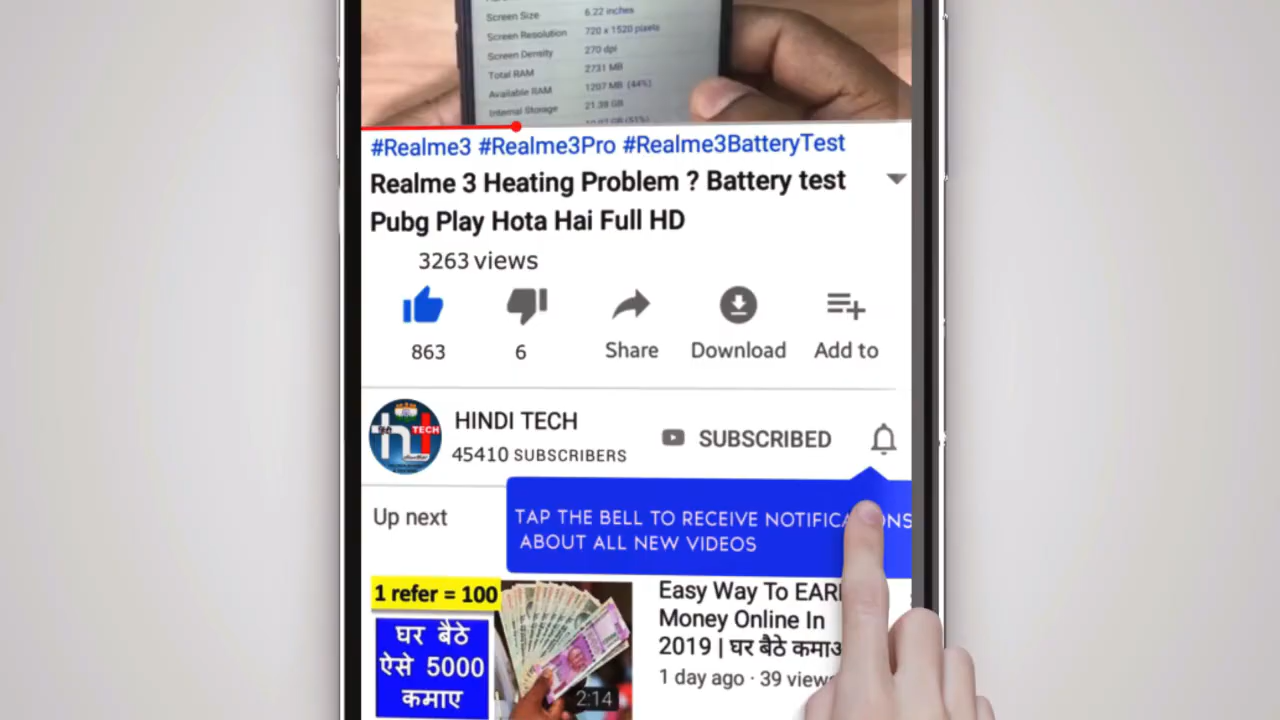 Screen Size 6.22 inches
Screen Resolution 720 x 1520 pixels
Screen Density 270 dpi
Total RAM 2731 MB
Available RAM 1207 MB (44%)
Internal Storage 21.38 GB
#Realme3 #Realme3Pro #Realme3BatteryTest
Realme 3 Heating Problem ? Battery test
Pubg Play Hota Hai Full HD
3263 views
863
6
Share
Download
Add to
TECH
HINDI TECH
45410 SUBSCRIBERS
SUBSCRIBED
Up next
TAP THE BELL TO RECEIVE
ABOUT ALL NEW VIDEOS
1 refer = 100
घर बैठे
ऐसे 5000
कमाए
2:14
Easy Way To EAR
Money Online In
2019 | घर बैठे
1 day ago · 39 views